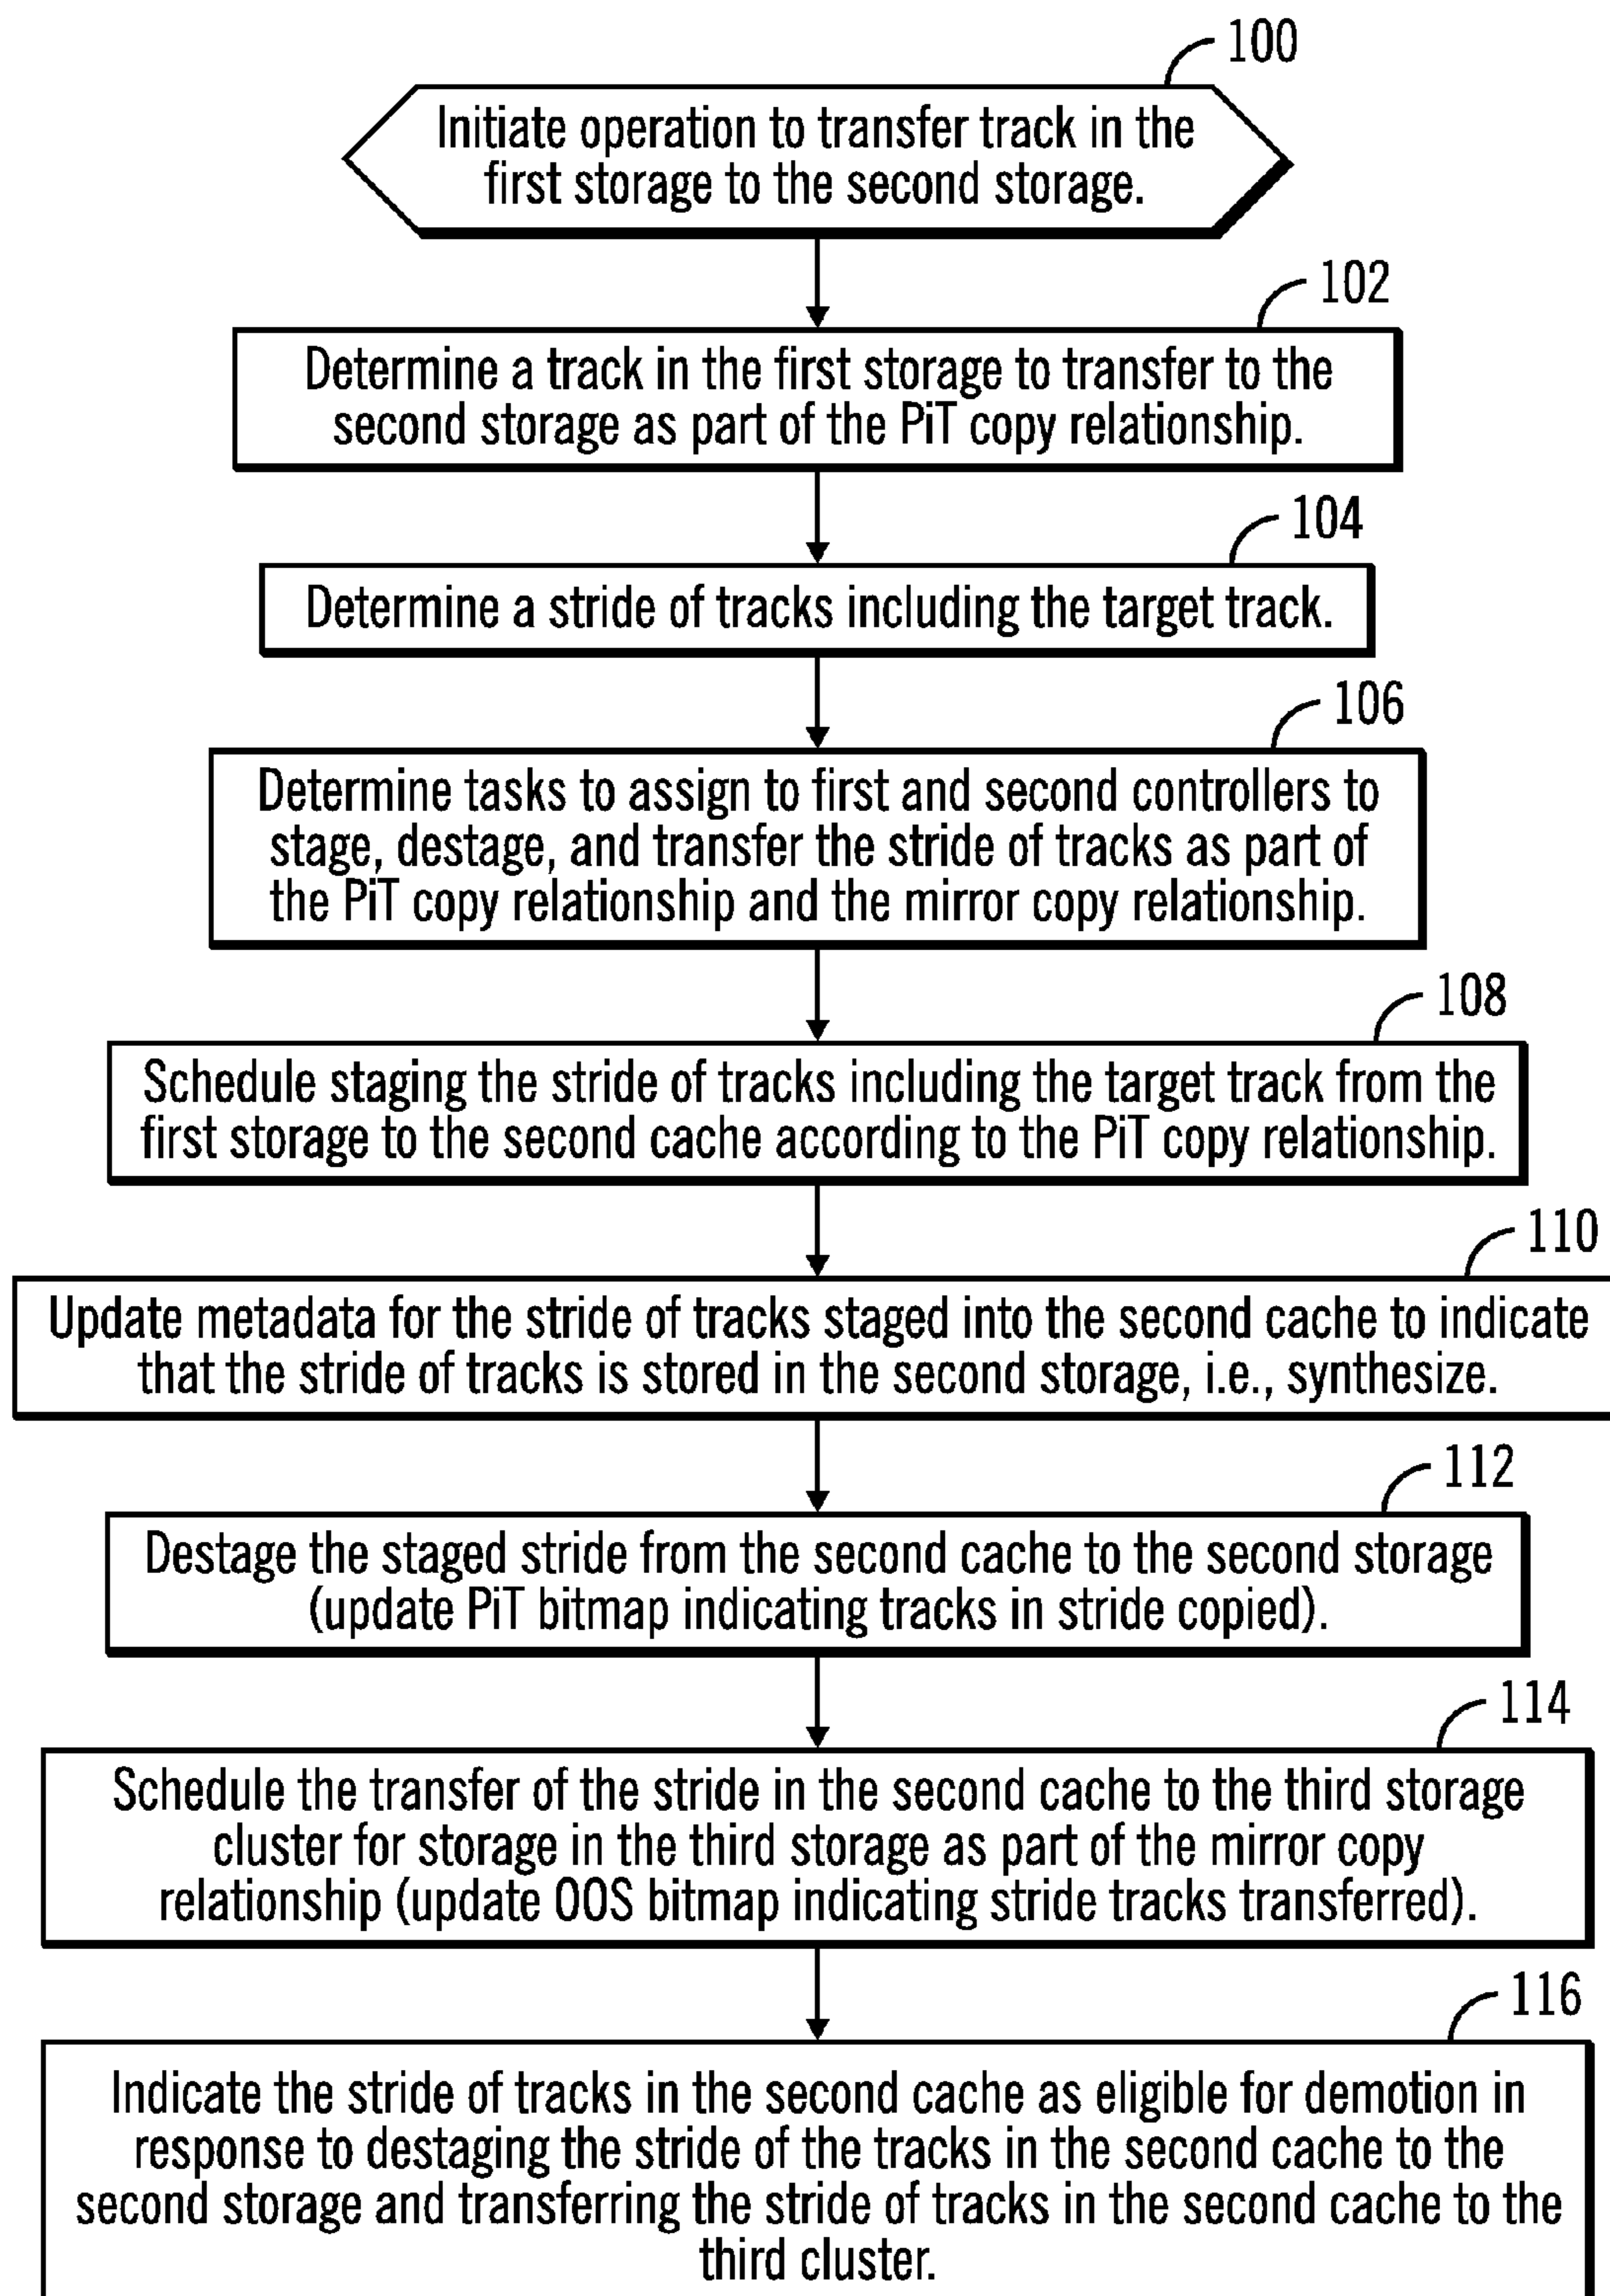 100
Initiate operation to transfer track in the
first storage to the second storage.
102
Determine a track in the first storage to transfer to the
second storage as part of the PiT copy relationship.
104
Determine a stride of tracks including the target track.
106
Determine tasks to assign to first and second controllers to
stage, destage, and transfer the stride of tracks as part of
the PiT copy relationship and the mirror copy relationship.
108
Schedule staging the stride of tracks including the target track from the
first storage to the second cache according to the PiT copy relationship.
110
Update metadata for the stride of tracks staged into the second cache to indicate
that the stride of tracks is stored in the second storage, i.e., synthesize.
112
Destage the staged stride from the second cache to the second storage
(update PiT bitmap indicating tracks in stride copied).
114
Schedule the transfer of the stride in the second cache to the third storage
cluster for storage in the third storage as part of the mirror copy
relationship (update OOS bitmap indicating stride tracks transferred).
116
Indicate the stride of tracks in the second cache as eligible for demotion in
response to destaging the stride of the tracks in the second cache to the
second storage and transferring the stride of tracks in the second cache to the
third cluster.